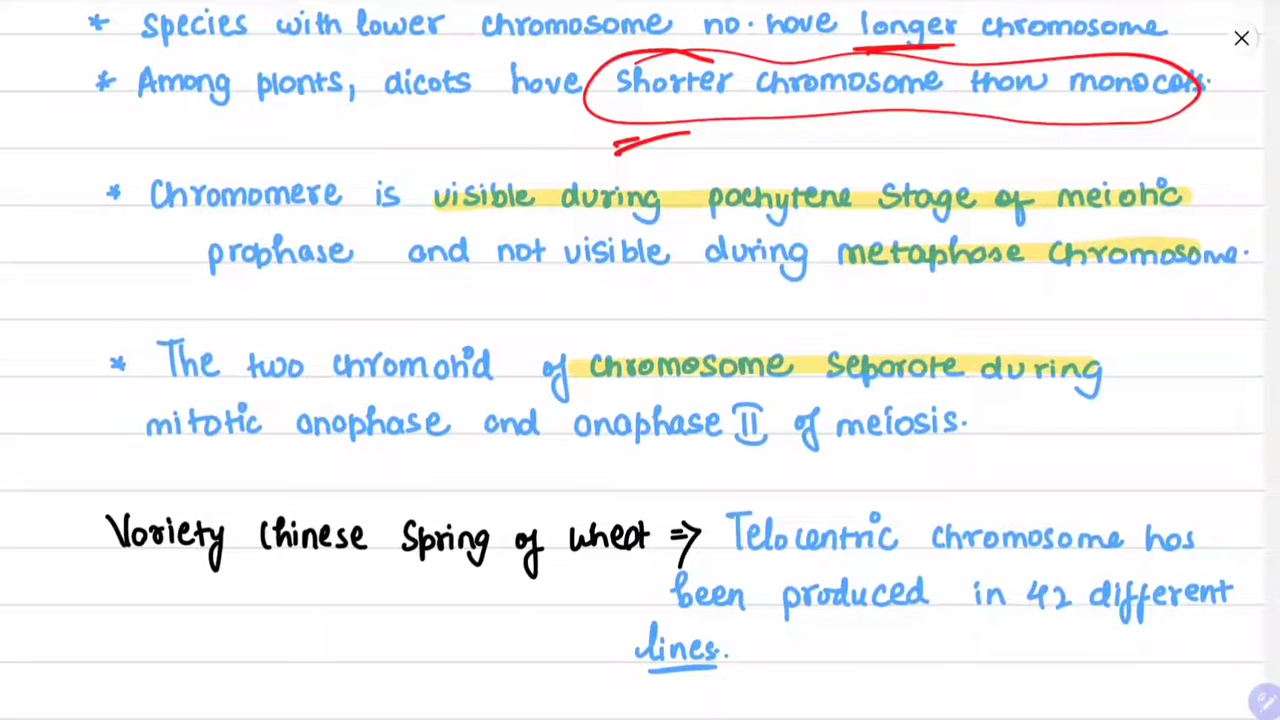 * Species with lower chromosome no. have longer chromosome
* Among plants, dicots have shorter chromosome than monocots.
* Chromomere is visible during pachytene stage of meiotic
prophase and not visible during metaphase chromosome.
* The two chromatid of chromosome separate during
mitotic anaphase and anaphase II of meiosis.
Variety Chinese Spring of wheat ⇒ Telocentric chromosome has
been produced in 42 different
lines.